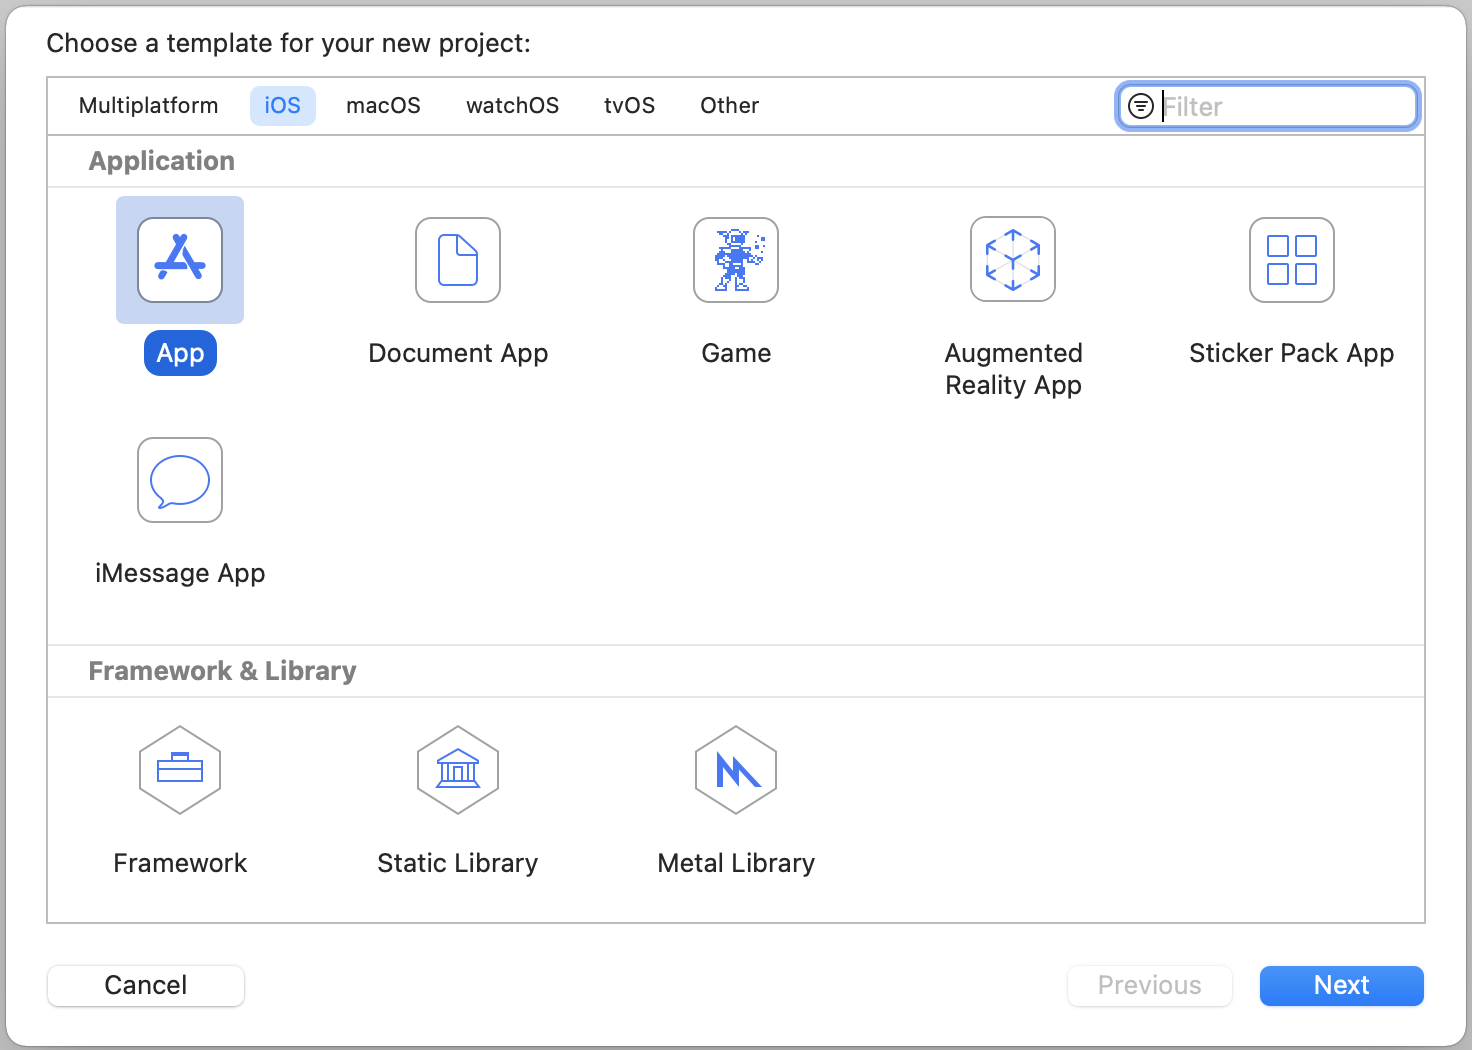 Choose a template for your new project:
Multiplatform iOS macOS watchOS tvOS Other Filter
Application
App Document App Game Augmented Reality App Sticker Pack App
iMessage App
Framework & Library
Framework Static Library Metal Library
Cancel Previous Next